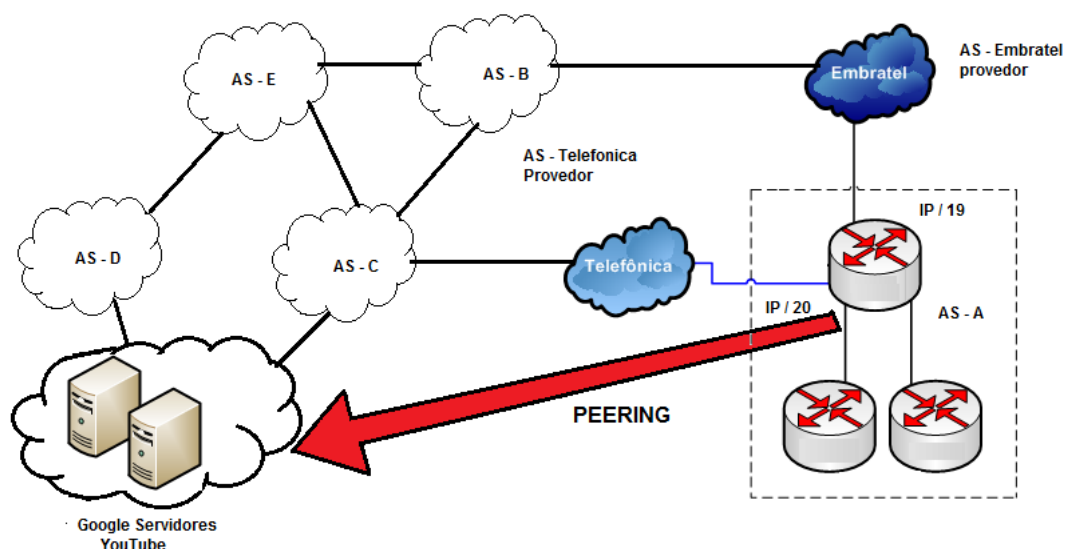 AS - E
AS - B
Embratel
AS - Embratel
provedor
AS - Telefonica
Provedor
IP / 19
AS - D
AS - C
Telefônica
IP / 20
AS - A
PEERING
Google Servidores
YouTube